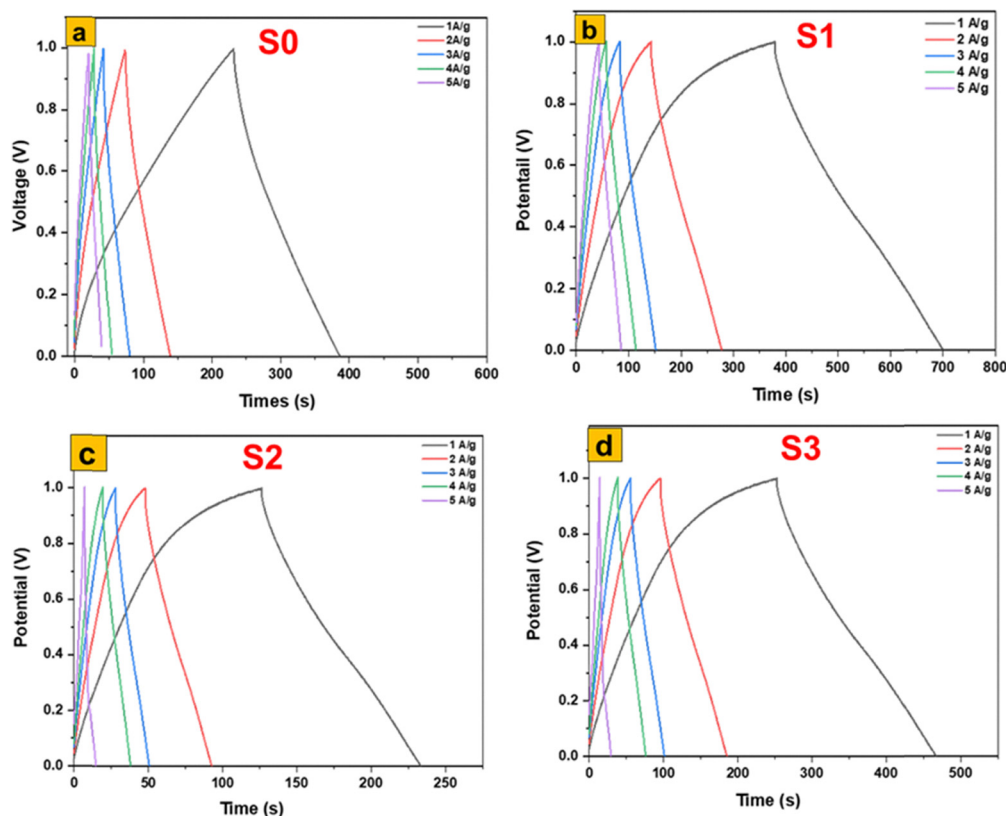 a
S0
1A/g
2A/g
3A/g
4A/g
5A/g
Voltage (V)
1.0
0.8
0.6
0.4
0.2
0.0
0 100 200 300 400 500 600
Times (s)
b
S1
1 A/g
2 A/g
3 A/g
4 A/g
5 A/g
Potentail (V)
1.0
0.8
0.6
0.4
0.2
0.0
0 100 200 300 400 500 600 700 800
Time (s)
c
S2
1 A/g
2 A/g
3 A/g
4 A/g
5 A/g
Potential (V)
1.0
0.8
0.6
0.4
0.2
0.0
0 50 100 150 200 250
Time (s)
d
S3
1 A/g
2 A/g
3 A/g
4 A/g
5 A/g
Potential (V)
1.0
0.8
0.6
0.4
0.2
0.0
0 100 200 300 400 500
Time (s)